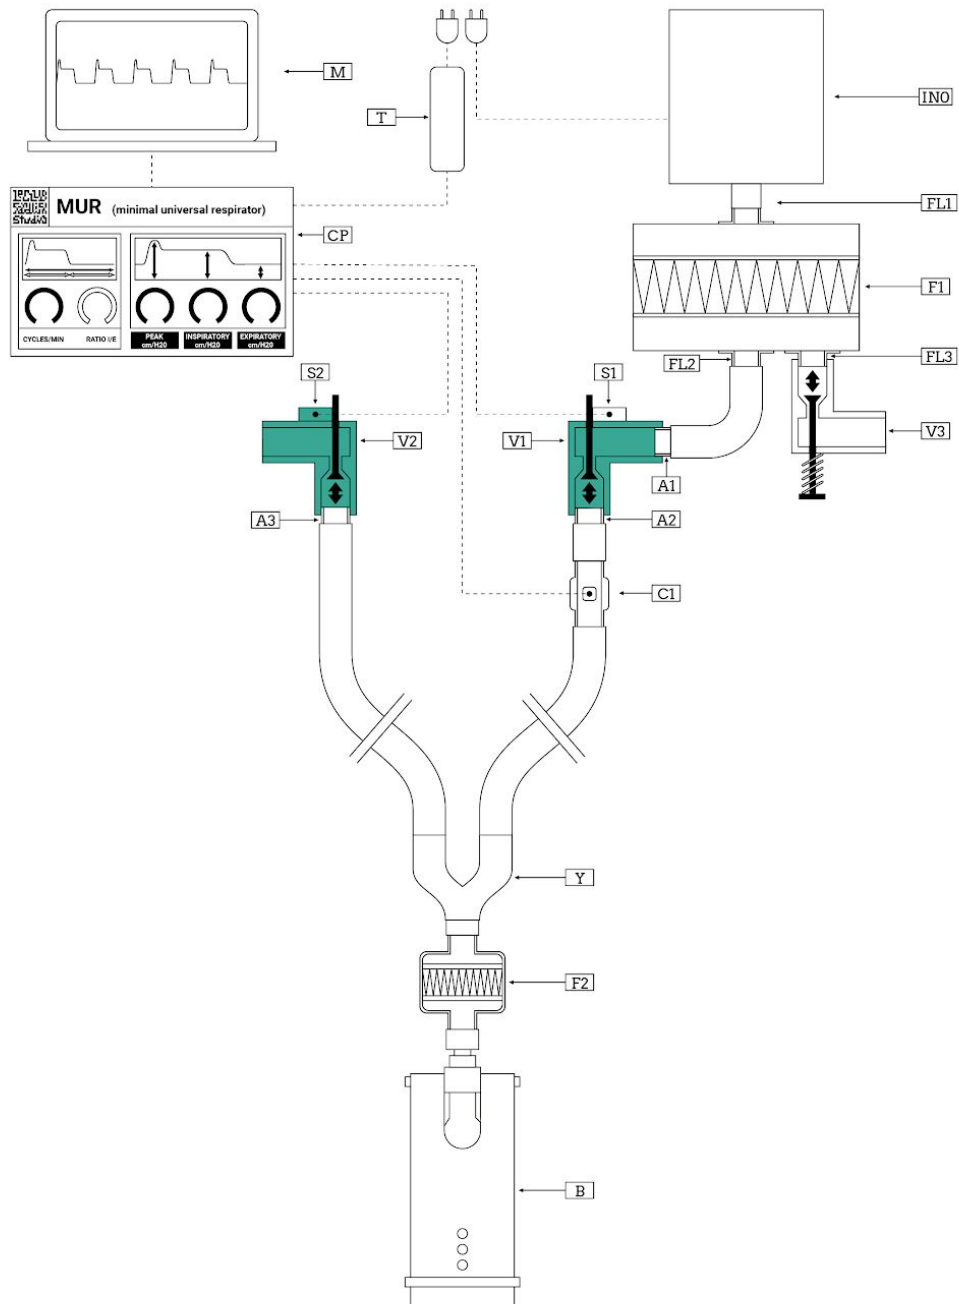 M
T
IN0
FL1
MUR (minimal universal respirator)
Studio
CP
F1
CYCLES/MIN
RATIO I/E
PEAK
cm/H20
INSPIRATORY
cm/H20
EXPIRATORY
cm/H20
FL2
FL3
S2
S1
V2
V1
V3
A1
A3
A2
C1
Y
F2
B